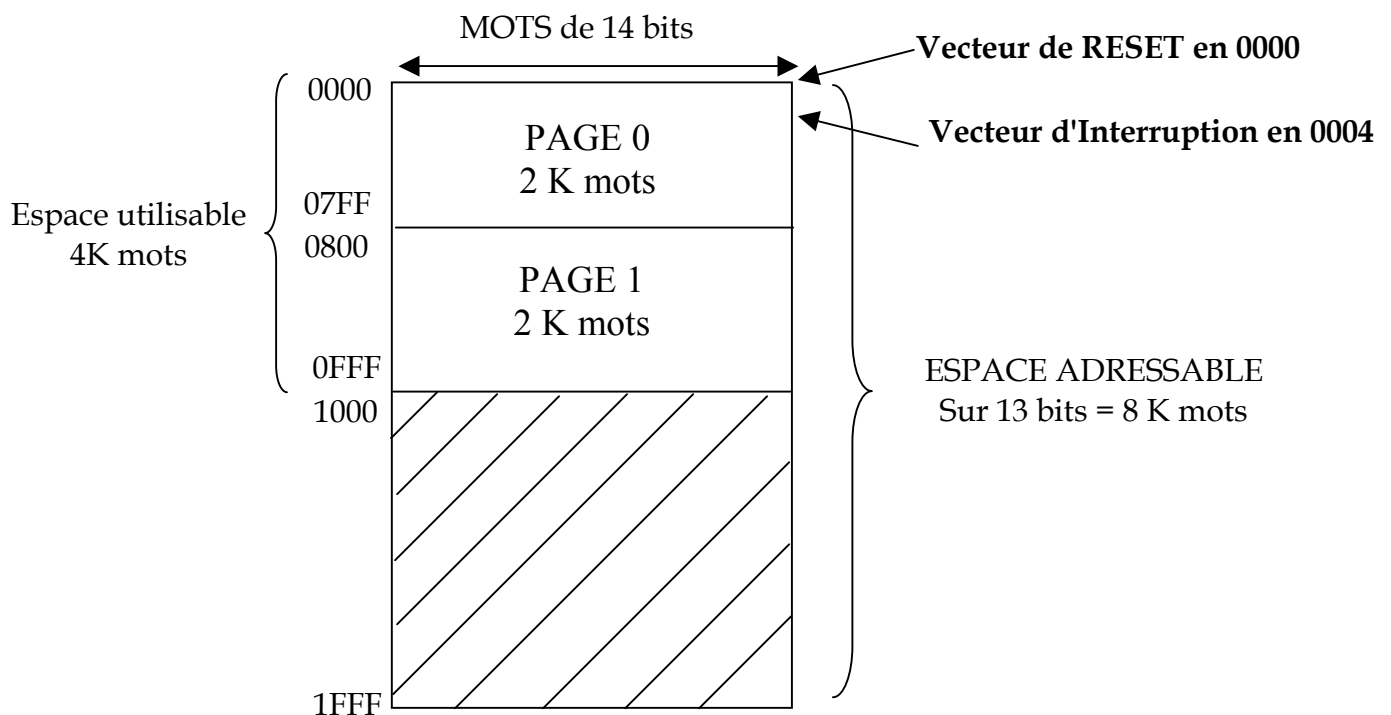 MOTS de 14 bits
Vecteur de RESET en 0000
0000
Vecteur d'Interruption en 0004
PAGE 0
2 K mots
07FF
Espace utilisable
4K mots
0800
PAGE 1
2 K mots
0FFF
1000
ESPACE ADRESSABLE
Sur 13 bits = 8 K mots
1FFF